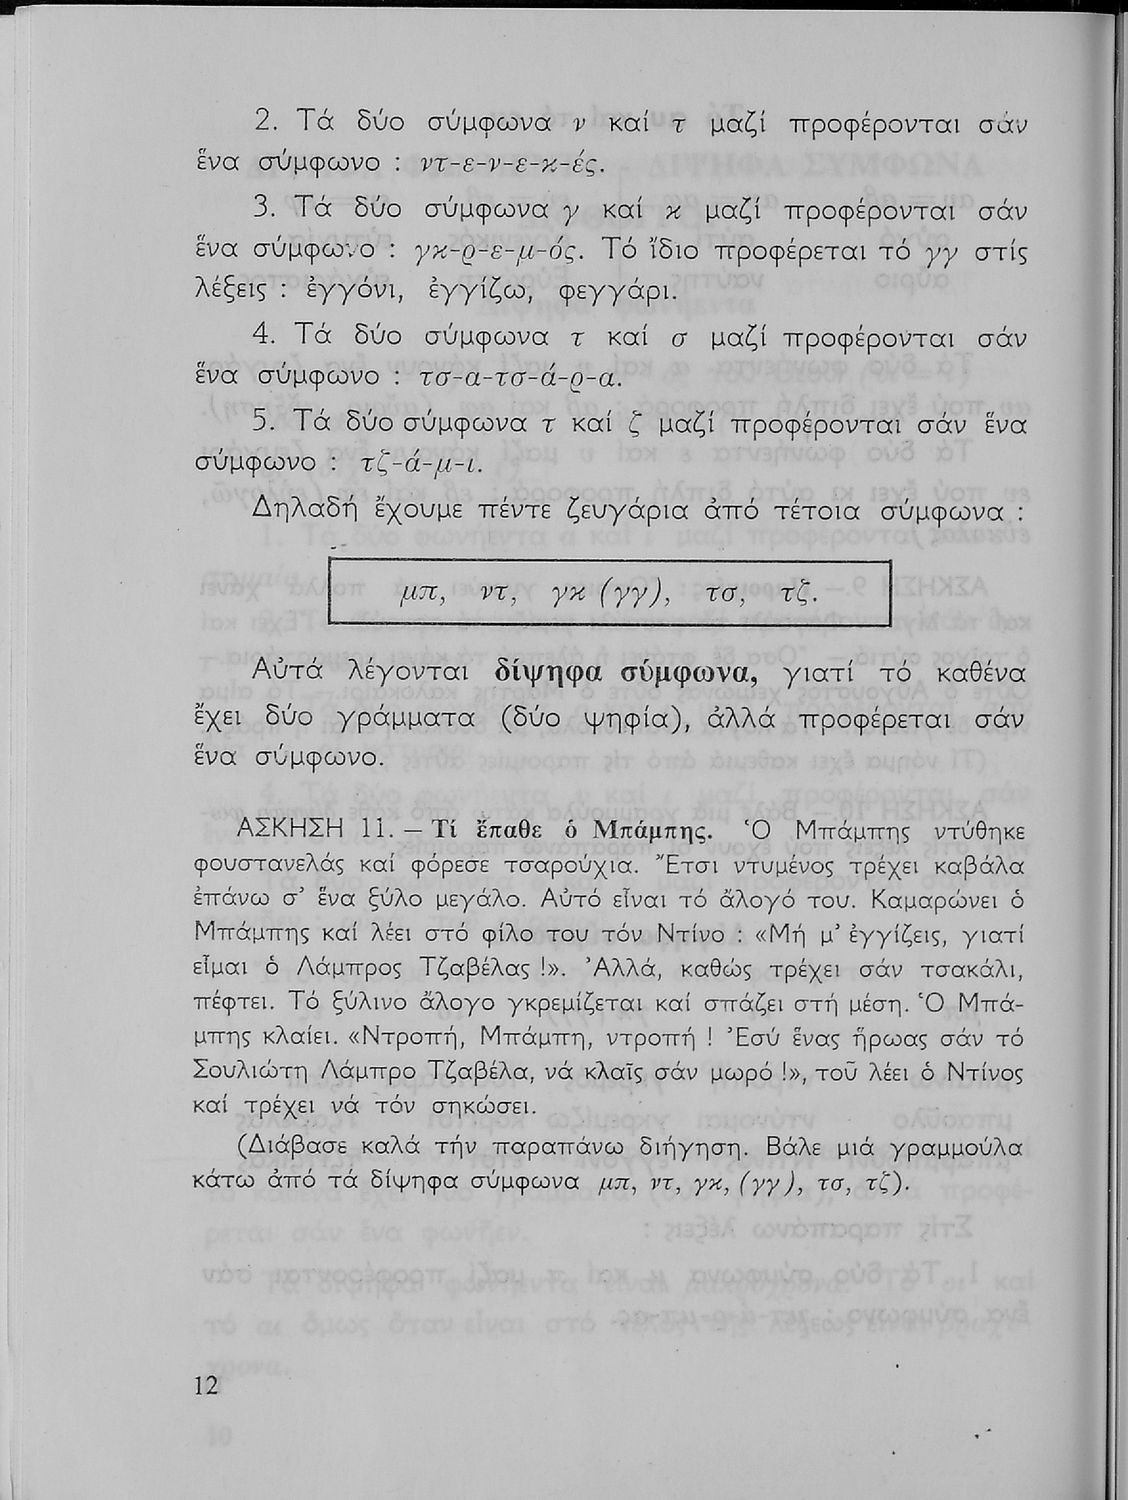 2. Τά δύο σύμφωνα ν καί τ μαζί προφέρονται σάν
ἕνα σύμφωνο : ντ-ε-ν-ε-κ-ές.
3. Τά δύο σύμφωνα γ καί κ μαζί προφέρονται σάν
ἕνα σύμφωνο : γκ-ρ-ε-μ-ός. Τό ἴδιο προφέρεται τό γγ στίς
λέξεις : ἐγγόνι, ἐγγίζω, φεγγάρι.
4. Τά δύο σύμφωνα τ καί σ μαζί προφέρονται σάν
ἕνα σύμφωνο : τσ-α-τσ-ά-ρ-α.
5. Τά δύο σύμφωνα τ καί ζ μαζί προφέρονται σάν ἕνα
σύμφωνο : τζ-ά-μ-ι.
Δηλαδή ἔχουμε πέντε ζευγάρια ἀπό τέτοια σύμφωνα :
μπ, ντ, γκ (γγ), τσ, τζ.
Αὐτά λέγονται δίψηφα σύμφωνα, γιατί τό καθένα
ἔχει δύο γράμματα (δύο ψηφία), ἀλλά προφέρεται σάν
ἕνα σύμφωνο.
ΑΣΚΗΣΗ 11. – Τί ἔπαθε ὁ Μπάμπης. Ὁ Μπάμπης ντύθηκε
φουστανελάς καί φόρεσε τσαρούχια. Ἔτσι ντυμένος τρέχει καβάλα
ἐπάνω σ’ ἕνα ξύλο μεγάλο. Αὐτό εἶναι τό ἄλογό του. Καμαρώνει ὁ
Μπάμπης καί λέει στό φίλο του τόν Ντίνο : «Μή μ’ ἐγγίζεις, γιατί
εἶμαι ὁ Λάμπρος Τζαβέλας !». Ἀλλά, καθώς τρέχει σάν τσακάλι,
πέφτει. Τό ξύλινο ἄλογο γκρεμίζεται καί σπάζει στή μέση. Ὁ Μπά-
μπης κλαίει. «Ντροπή, Μπάμπη, ντροπή ! Ἐσύ ἕνας ἥρωας σάν τό
Σουλιώτη Λάμπρο Τζαβέλα, νά κλαῖς σάν μωρό !», τοῦ λέει ὁ Ντίνος
καί τρέχει νά τόν σηκώσει.
(Διάβασε καλά τήν παραπάνω διήγηση. Βάλε μιά γραμμούλα
κάτω ἀπό τά δίψηφα σύμφωνα μπ, ντ, γκ, (γγ), τσ, τζ).
12